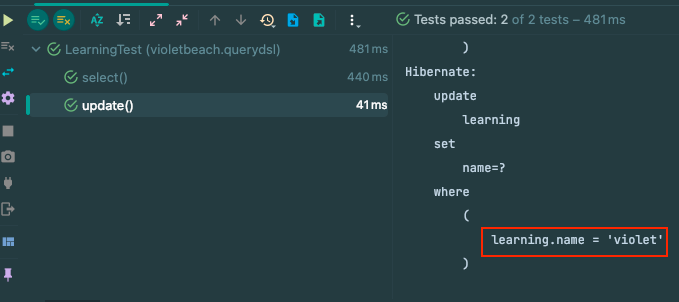 Tests passed: 2 of 2 tests – 481 ms
LearningTest (violetbeach.querydsl) 481 ms
select() 440 ms
update() 41 ms
)
Hibernate:
update
learning
set
name=?
where
(
learning.name = 'violet'
)